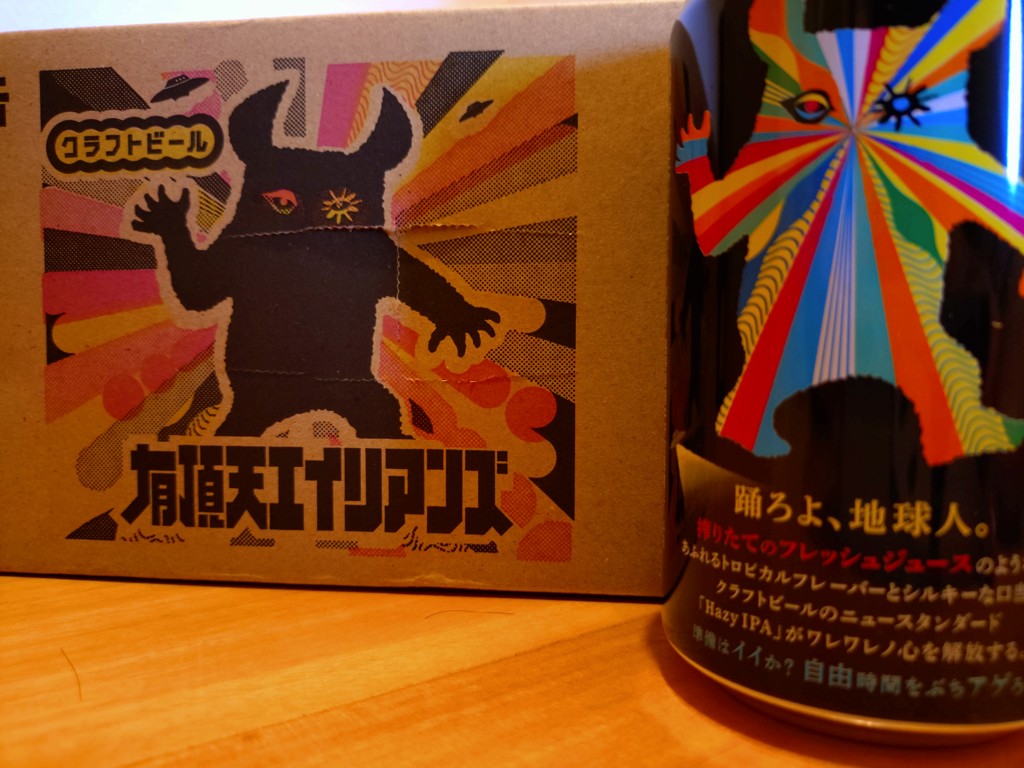 クラフトビール
有頂天エイリアンズ
踊ろよ、地球人。
搾りたてのフレッシュジュースのよう
あふれるトロピカルフレーバーとシルキーな口当
クラフトビールのニュースタンダード
「Hazy IPA」がワレワレノ心を解放する。
準備はイイか? 自由時間をぶちアゲろ